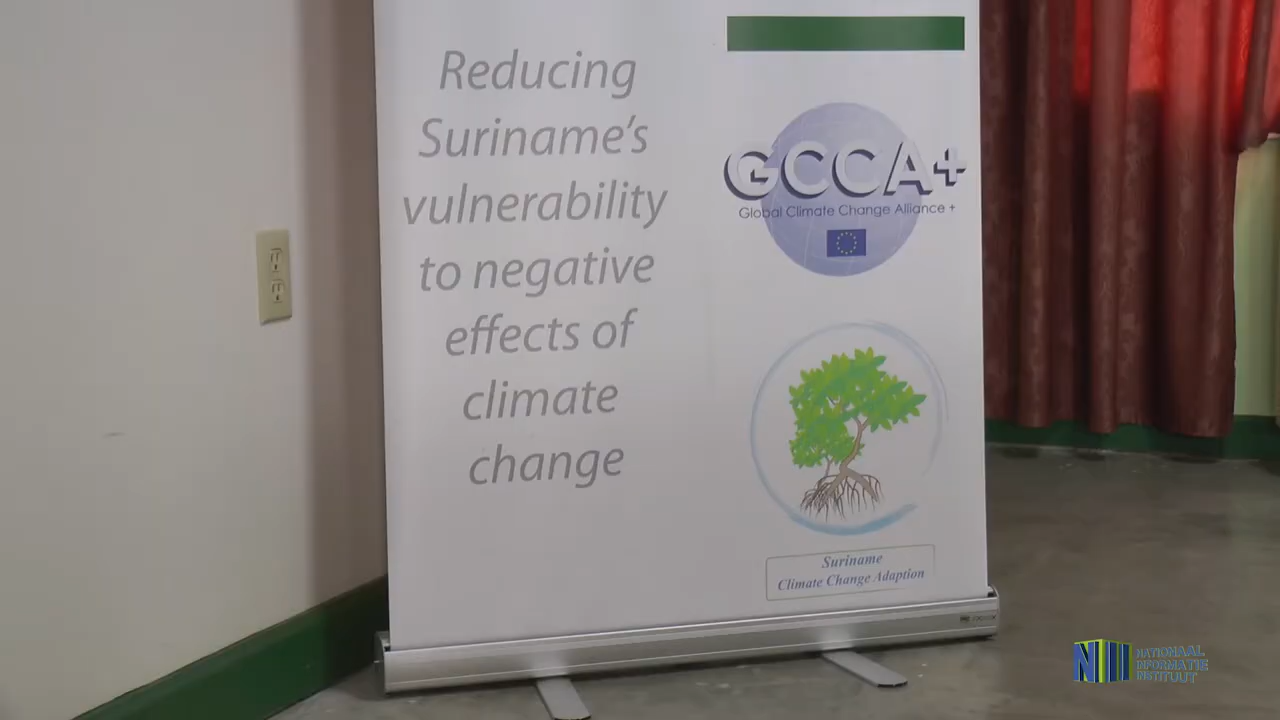 Reducing
Suriname's
vulnerability
to negative
effects of
climate
change
GCCA+
Global Climate Change Alliance +
Suriname
Climate Change Adaption
NATIONAAL
INFORMATIE
INSTITUUT